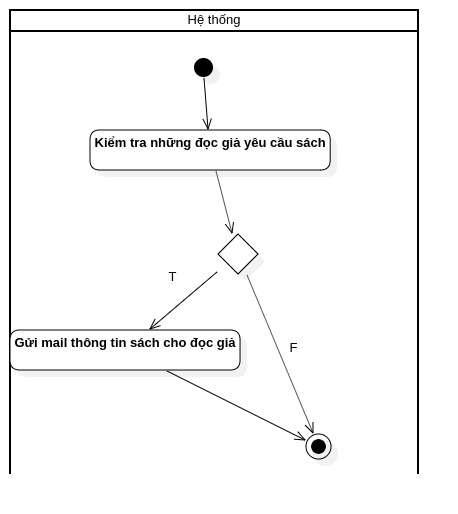 Hệ thống
Kiểm tra những đọc giả yêu cầu sách
T
Gửi mail thông tin sách cho đọc giả
F